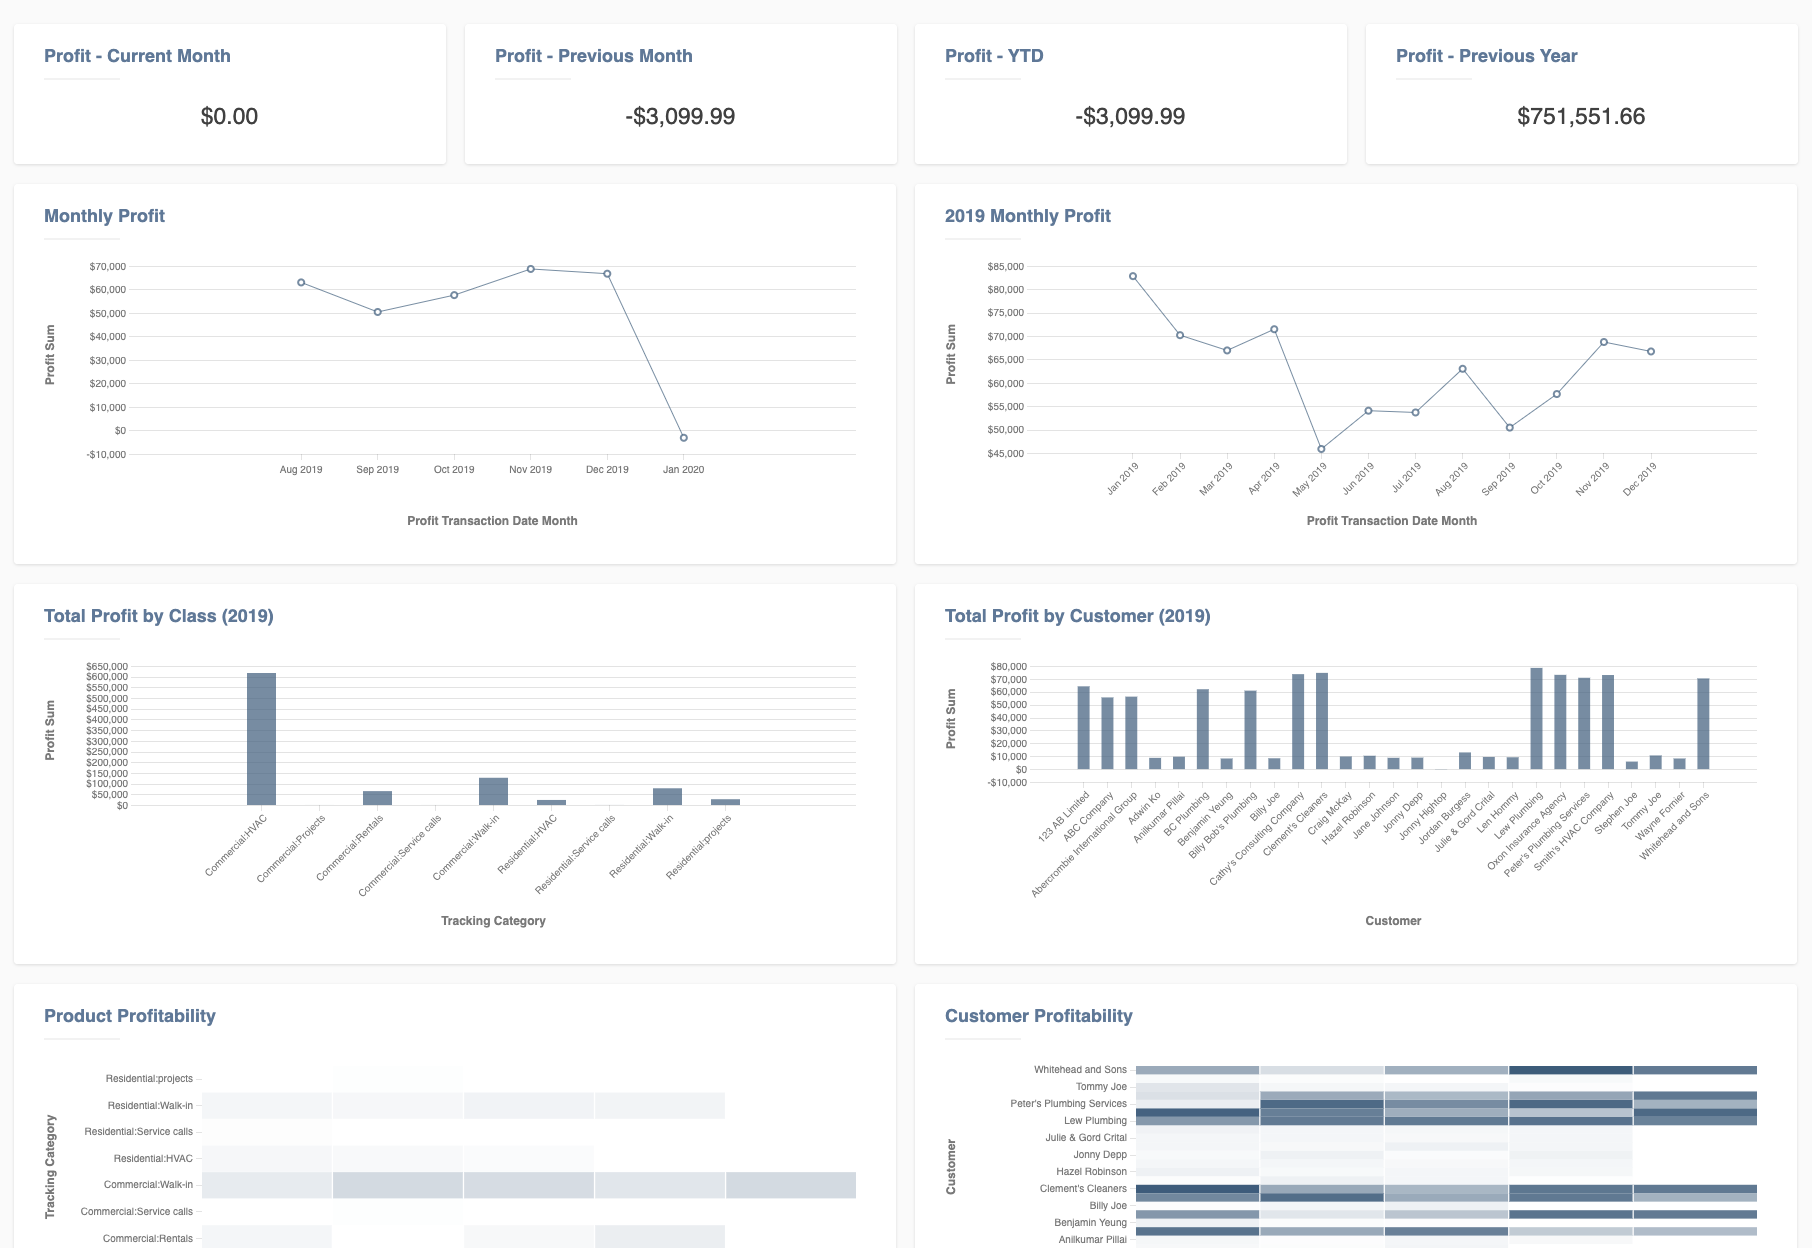 Profit - Current Month
$0.00
Profit - Previous Month
-$3,099.99
Profit - YTD
-$3,099.99
Profit - Previous Year
$751,551.66
Monthly Profit
Profit Sum
$70,000
$60,000
$50,000
$40,000
$30,000
$20,000
$10,000
$0
-$10,000
Aug 2019
Sep 2019
Oct 2019
Nov 2019
Dec 2019
Jan 2020
Profit Transaction Date Month
2019 Monthly Profit
Profit Sum
$85,000
$80,000
$75,000
$70,000
$65,000
$60,000
$55,000
$50,000
$45,000
Jan 2019
Feb 2019
Mar 2019
Apr 2019
May 2019
Jun 2019
Jul 2019
Aug 2019
Sep 2019
Oct 2019
Nov 2019
Dec 2019
Profit Transaction Date Month
Total Profit by Class (2019)
Profit Sum
$650,000
$600,000
$550,000
$500,000
$450,000
$400,000
$350,000
$300,000
$250,000
$200,000
$150,000
$100,000
$50,000
$0
Commercial:HVAC
Commercial:Projects
Commercial:Rentals
Commercial:Service calls
Commercial:Walk-in
Residential:HVAC
Residential:Service calls
Residential:Walk-in
Residential:projects
Tracking Category
Total Profit by Customer (2019)
Profit Sum
$80,000
$70,000
$60,000
$50,000
$40,000
$30,000
$20,000
$10,000
$0
-$10,000
123 AB Limited
ABC Company
Abercrombie International Group
Adwin Ko
Anilkumar Pillai
BC Plumbing
Benjamin Yeung
Billy Bob's Plumbing
Billy Joe
Cathy's Consulting Company
Clement's Cleaners
Craig McKay
Hazel Robinson
Jane Johnson
Jonny Depp
Jonny Hightop
Jordan Burgess
Julie & Gord Crital
Len Hommy
Lew Plumbing
Oxon Insurance Agency
Peter's Plumbing Services
Smith's HVAC Company
Stephen Joe
Tommy Joe
Wayne Fornier
Whitehead and Sons
Customer
Product Profitability
Tracking Category
Residential:projects
Residential:Walk-in
Residential:Service calls
Residential:HVAC
Commercial:Walk-in
Commercial:Service calls
Commercial:Rentals
Customer Profitability
Customer
Whitehead and Sons
Tommy Joe
Peter's Plumbing Services
Lew Plumbing
Julie & Gord Crital
Jonny Depp
Hazel Robinson
Clement's Cleaners
Billy Joe
Benjamin Yeung
Anilkumar Pillai